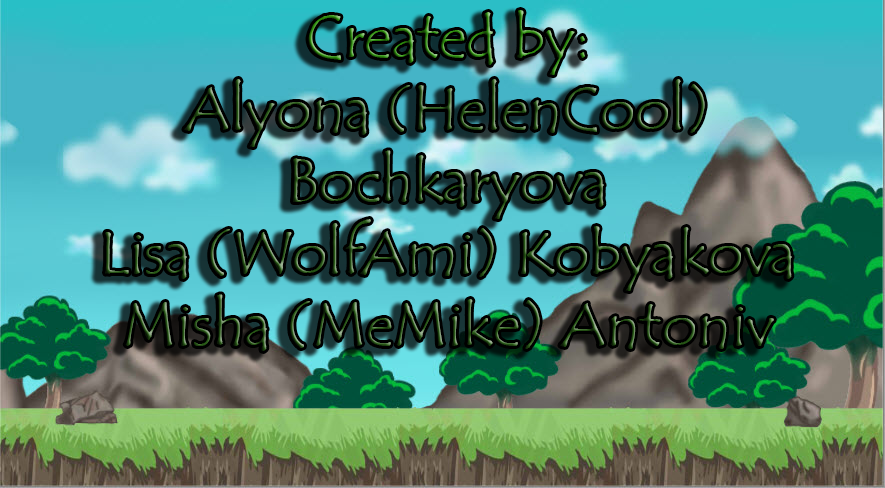 Created by:
Alyona (HelenCool)
Bochkaryova
Lisa (WolfAmi) Kobyakova
Misha (MeMike) Antoniv